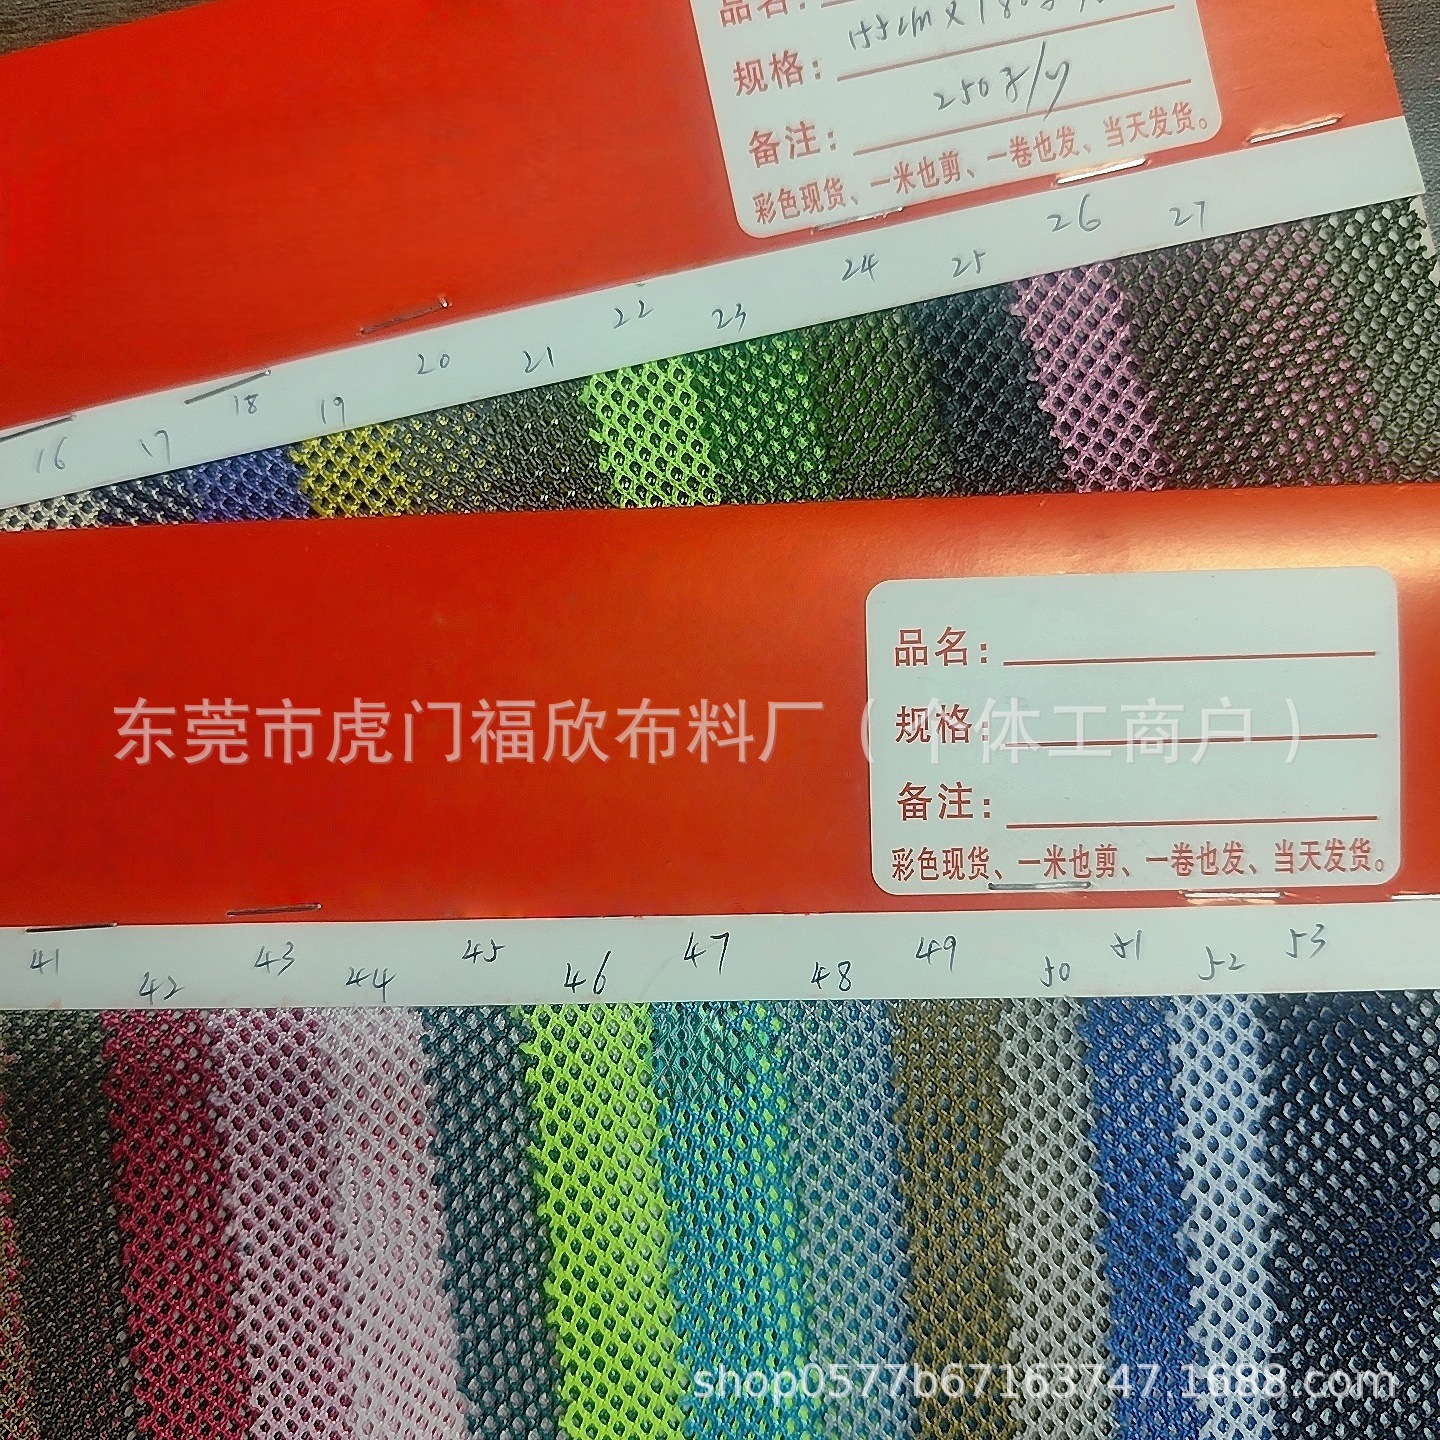 品名:
规格: 155cm×180g
备注: 250g/y
彩色现货、一米也剪、一卷也发、当天发货。
16 17 18 19 20 21 22 23 24 25 26 27
品名:
规格:
备注:
彩色现货、一米也剪、一卷也发、当天发货。
东莞市虎门福欣布料厂(个体工商户)
41 42 43 44 45 46 47 48 49 50 51 52 53
shop0577b67163747.1688.com